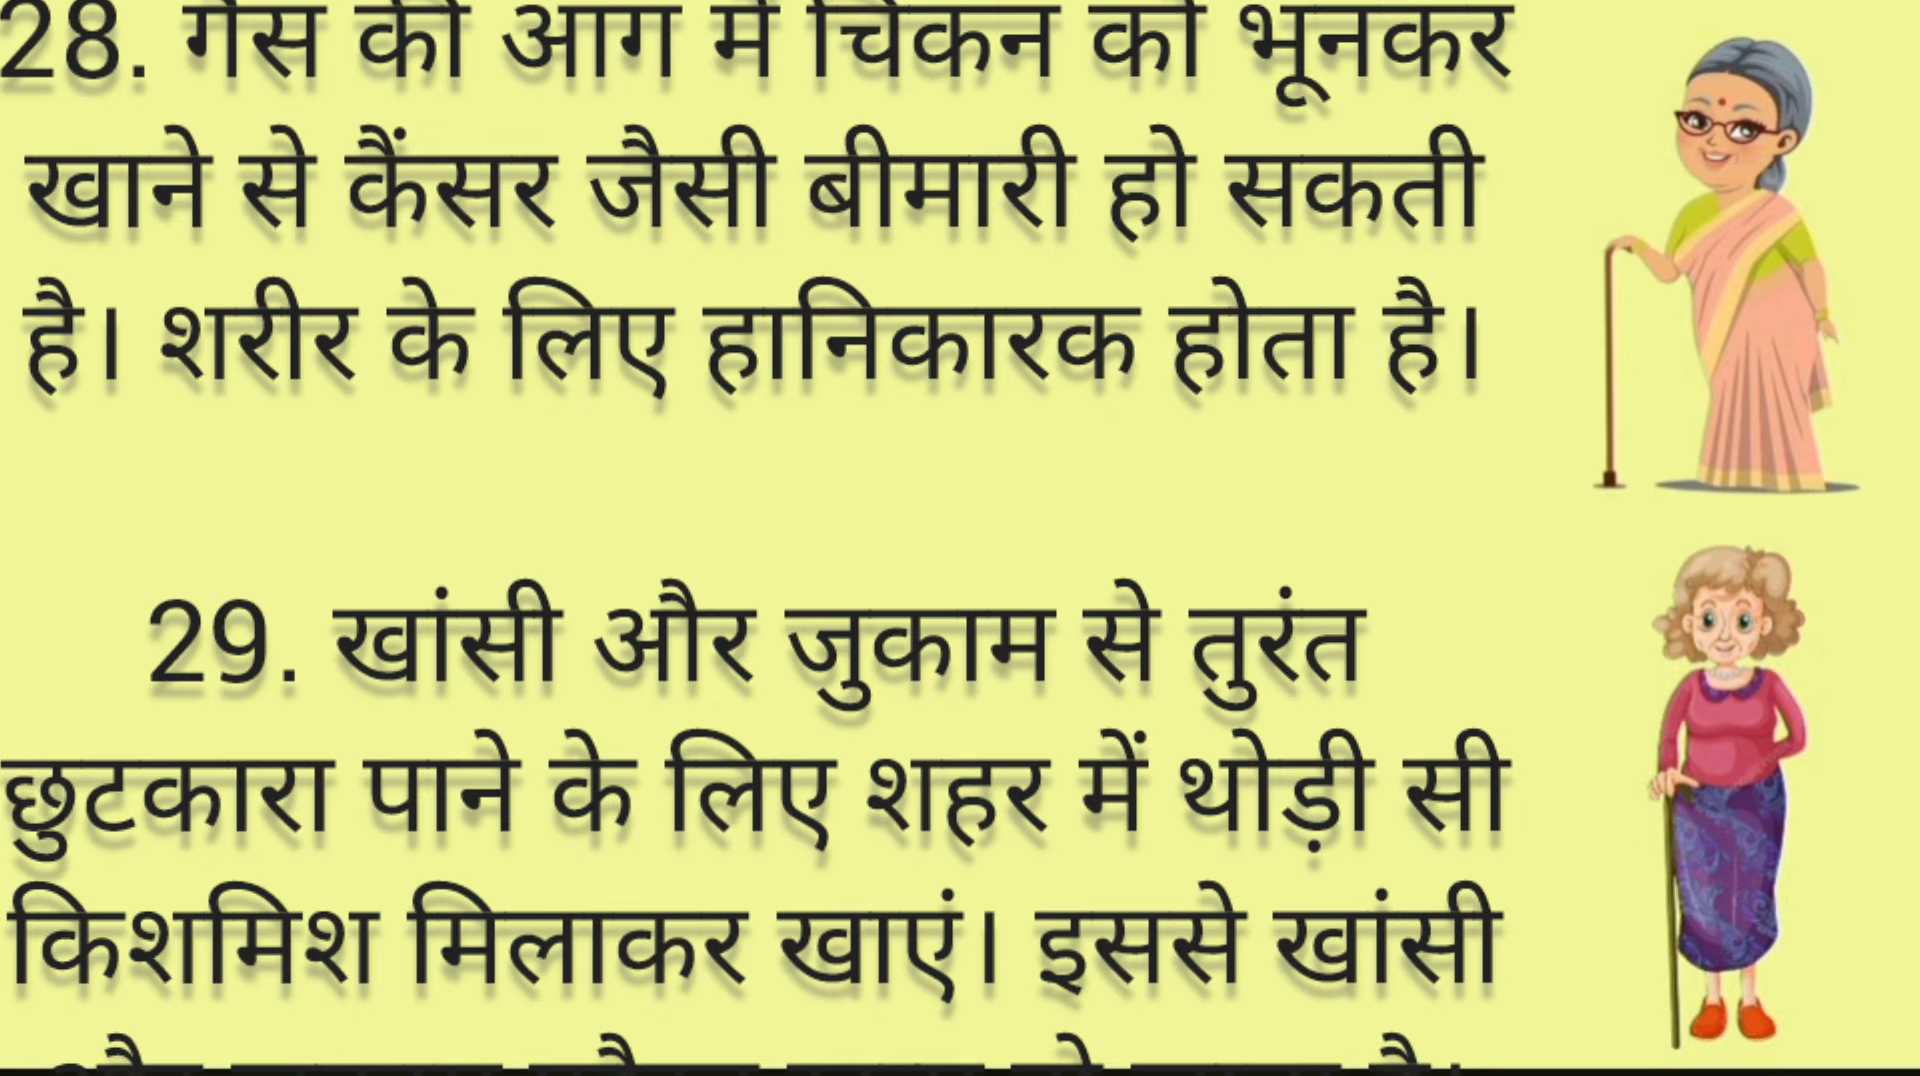 28. गैस की आग में चिकन को भूनकर
खाने से कैंसर जैसी बीमारी हो सकती
है। शरीर के लिए हानिकारक होता है।
29. खांसी और जुकाम से तुरंत
छुटकारा पाने के लिए शहर में थोड़ी सी
किशमिश मिलाकर खाएं। इससे खांसी